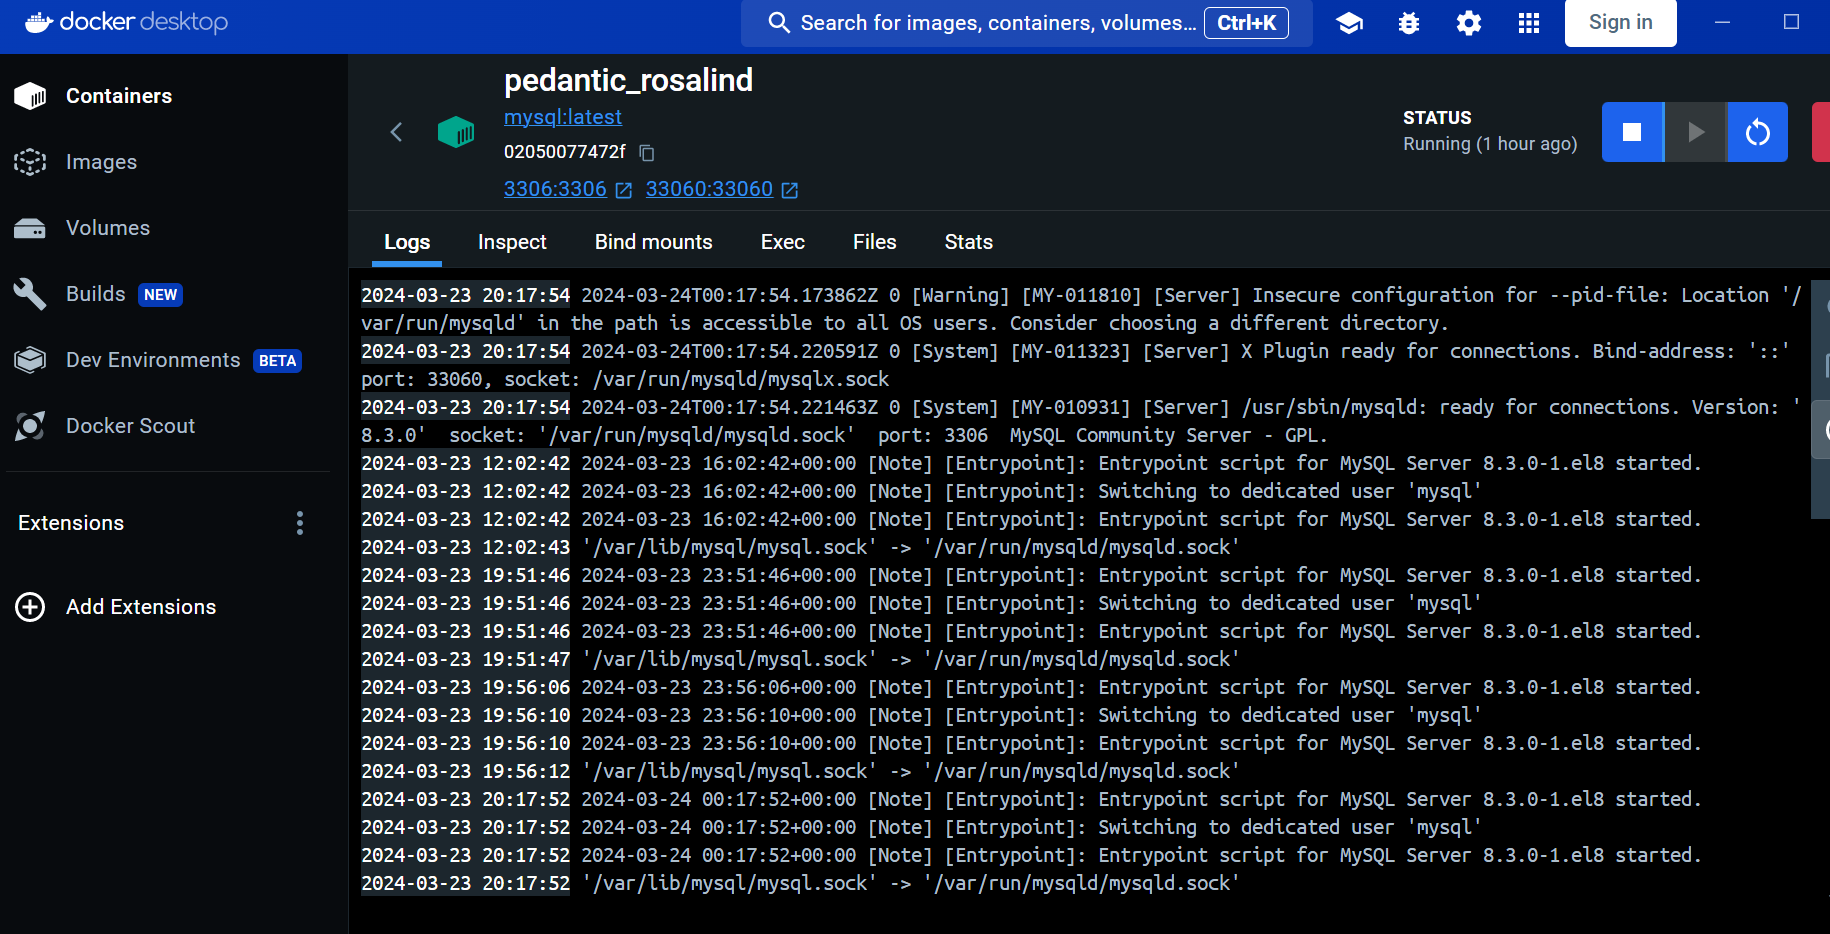 docker desktop
Search for images, containers, volumes... Ctrl+K
Sign in
Containers
Images
Volumes
Builds NEW
Dev Environments BETA
Docker Scout
Extensions
Add Extensions
pedantic_rosalind
mysql:latest
02050077472f
3306:3306 33060:33060
STATUS
Running (1 hour ago)
Logs Inspect Bind mounts Exec Files Stats
2024-03-23 20:17:54 2024-03-24T00:17:54.173862Z 0 [Warning] [MY-011810] [Server] Insecure configuration for --pid-file: Location '/
var/run/mysqld' in the path is accessible to all OS users. Consider choosing a different directory.
2024-03-23 20:17:54 2024-03-24T00:17:54.220591Z 0 [System] [MY-011323] [Server] X Plugin ready for connections. Bind-address: '::'
port: 33060, socket: /var/run/mysqld/mysqlx.sock
2024-03-23 20:17:54 2024-03-24T00:17:54.221463Z 0 [System] [MY-010931] [Server] /usr/sbin/mysqld: ready for connections. Version: '
8.3.0'  socket: '/var/run/mysqld/mysqld.sock'  port: 3306  MySQL Community Server - GPL.
2024-03-23 12:02:42 2024-03-23 16:02:42+00:00 [Note] [Entrypoint]: Entrypoint script for MySQL Server 8.3.0-1.el8 started.
2024-03-23 12:02:42 2024-03-23 16:02:42+00:00 [Note] [Entrypoint]: Switching to dedicated user 'mysql'
2024-03-23 12:02:42 2024-03-23 16:02:42+00:00 [Note] [Entrypoint]: Entrypoint script for MySQL Server 8.3.0-1.el8 started.
2024-03-23 12:02:43 '/var/lib/mysql/mysql.sock' -> '/var/run/mysqld/mysqld.sock'
2024-03-23 19:51:46 2024-03-23 23:51:46+00:00 [Note] [Entrypoint]: Entrypoint script for MySQL Server 8.3.0-1.el8 started.
2024-03-23 19:51:46 2024-03-23 23:51:46+00:00 [Note] [Entrypoint]: Switching to dedicated user 'mysql'
2024-03-23 19:51:46 2024-03-23 23:51:46+00:00 [Note] [Entrypoint]: Entrypoint script for MySQL Server 8.3.0-1.el8 started.
2024-03-23 19:51:47 '/var/lib/mysql/mysql.sock' -> '/var/run/mysqld/mysqld.sock'
2024-03-23 19:56:06 2024-03-23 23:56:06+00:00 [Note] [Entrypoint]: Entrypoint script for MySQL Server 8.3.0-1.el8 started.
2024-03-23 19:56:10 2024-03-23 23:56:10+00:00 [Note] [Entrypoint]: Switching to dedicated user 'mysql'
2024-03-23 19:56:10 2024-03-23 23:56:10+00:00 [Note] [Entrypoint]: Entrypoint script for MySQL Server 8.3.0-1.el8 started.
2024-03-23 19:56:12 '/var/lib/mysql/mysql.sock' -> '/var/run/mysqld/mysqld.sock'
2024-03-23 20:17:52 2024-03-24 00:17:52+00:00 [Note] [Entrypoint]: Entrypoint script for MySQL Server 8.3.0-1.el8 started.
2024-03-23 20:17:52 2024-03-24 00:17:52+00:00 [Note] [Entrypoint]: Switching to dedicated user 'mysql'
2024-03-23 20:17:52 2024-03-24 00:17:52+00:00 [Note] [Entrypoint]: Entrypoint script for MySQL Server 8.3.0-1.el8 started.
2024-03-23 20:17:52 '/var/lib/mysql/mysql.sock' -> '/var/run/mysqld/mysqld.sock'